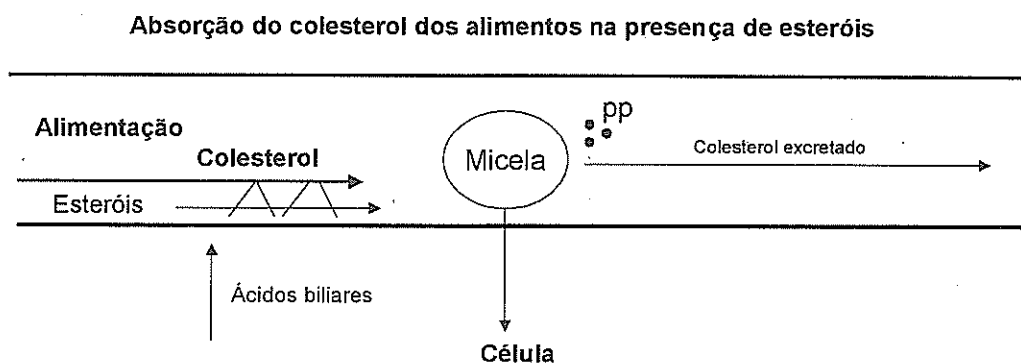 Absorção do colesterol dos alimentos na presença de esteróis
Alimentação
Colesterol
Esteróis
Micela
pp
Colesterol excretado
Ácidos biliares
Célula